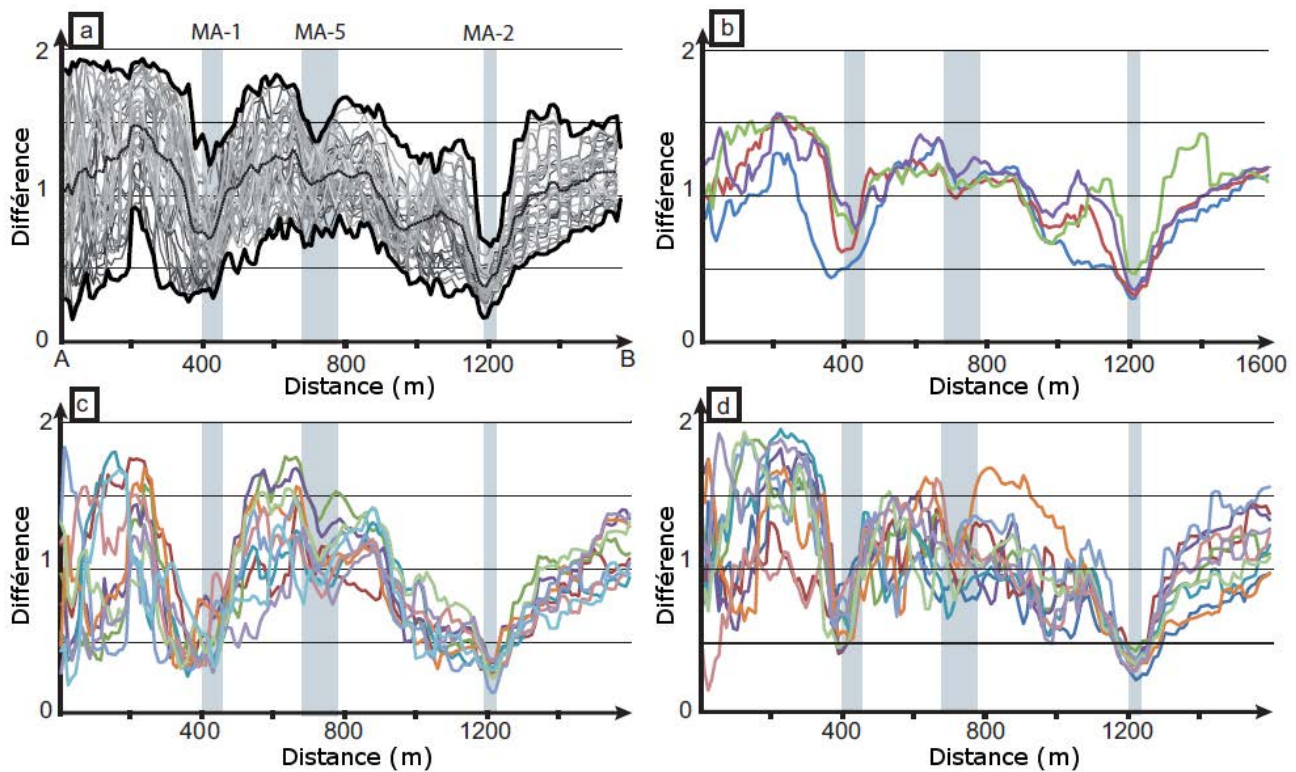 a
MA-1 MA-5 MA-2
Différence
2
1
0
A 400 800 1200 B
Distance (m)
b
Différence
2
1
0
400 800 1200 1600
Distance (m)
c
Différence
2
1
0
400 800 1200
Distance (m)
d
Différence
2
1
0
400 800 1200
Distance (m)